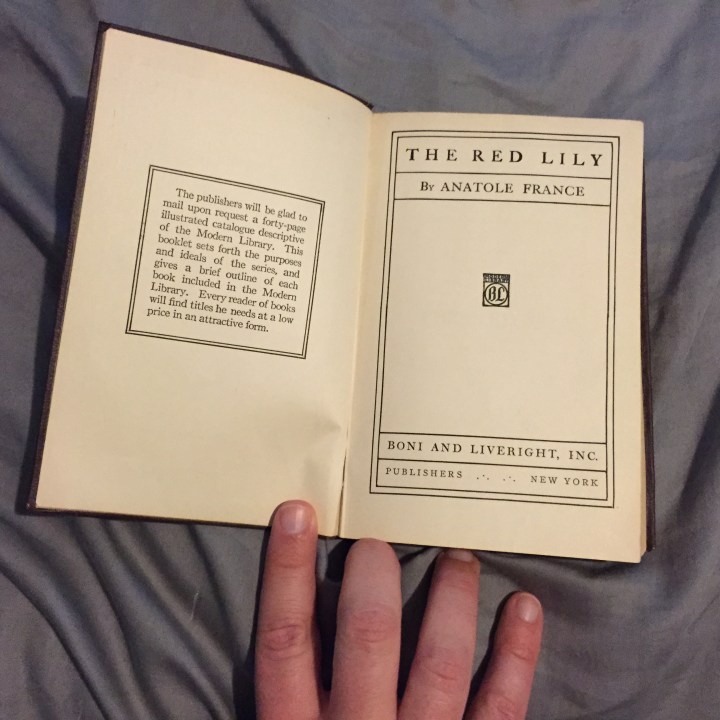 The publishers will be glad to
mail upon request a forty-page
illustrated catalogue descriptive
of the Modern Library. This
booklet sets forth the purposes
and ideals of the series, and
gives a brief outline of each
book included in the Modern
Library. Every reader of books
will find titles he needs at a low
price in an attractive form.
THE RED LILY
BY ANATOLE FRANCE
MODERN
LIBRARY
BL
BONI AND LIVERIGHT, INC.
PUBLISHERS .·. .·. NEW YORK